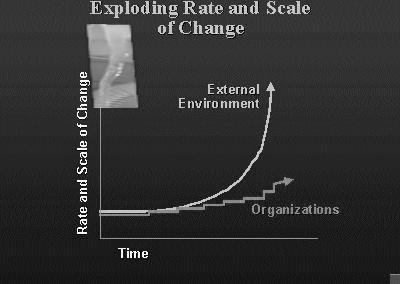 Exploding Rate and Scale
of Change
External
Environment
Rate and Scale of Change
Organizations
Time